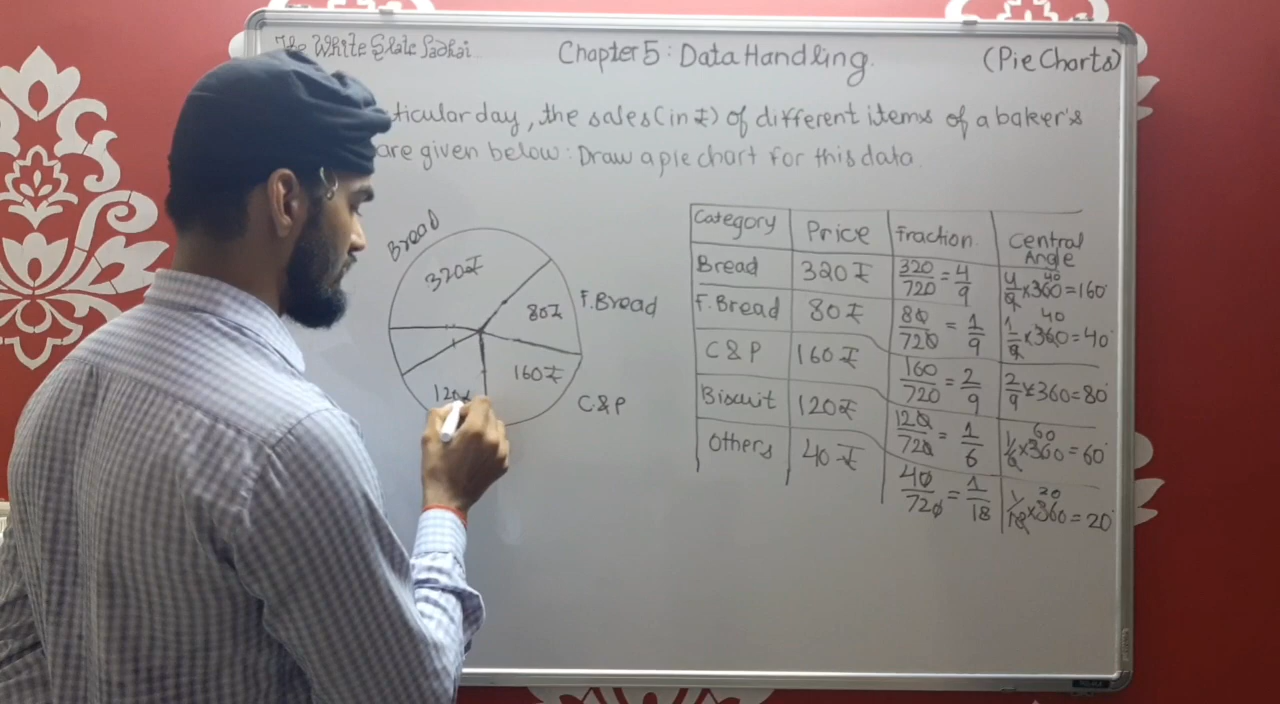 The White Slate Padhai
Chapter 5 : Data Handling. (Pie Charts)
ticular day, the sales (in ₹) of different items of a baker's
are given below: Draw a pie chart for this data.
Bread
320₹
80₹
F. Bread
160₹
C & P
120₹
Category Price Fraction. Central Angle
Bread 320 ₹ 320/720 = 4/9 4/9 × 360 = 160° 40
F. Bread 80 ₹ 80/720 = 1/9 1/9 × 360 = 40° 40
C & P 160 ₹ 160/720 = 2/9 2/9 × 360 = 80°
Biscuit 120 ₹ 120/720 = 1/6 1/6 × 360 = 60° 60
Others 40 ₹ 40/720 = 1/18 1/18 × 360 = 20° 20